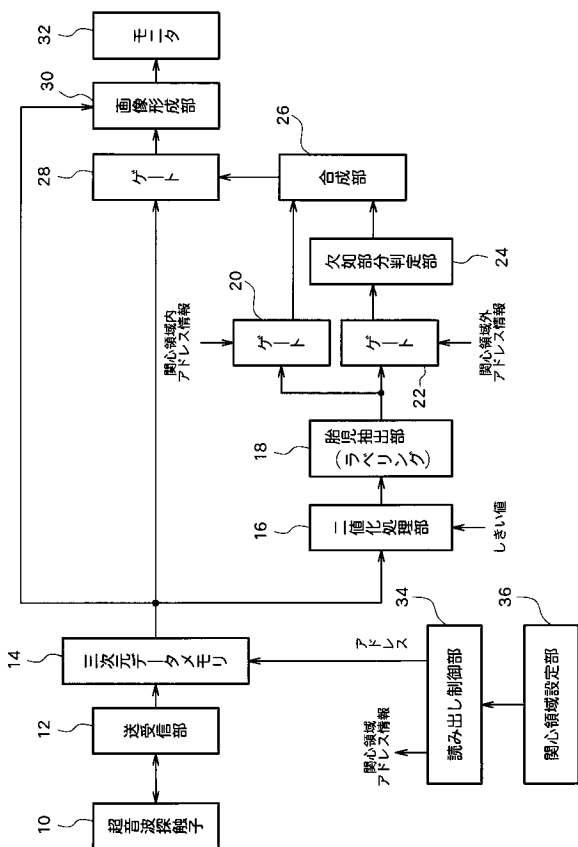 10
超音波探触子
12
送受信部
14
三次元データメモリ
16
二値化処理部
しきい値
18
胎児抽出部
(ラベリング)
関心領域内
アドレス情報
20
ゲート
22
ゲート
関心領域外
アドレス情報
24
欠如部分判定部
26
合成部
28
ゲート
30
画像形成部
32
モニタ
アドレス
関心領域
アドレス情報
34
読み出し制御部
36
関心領域設定部